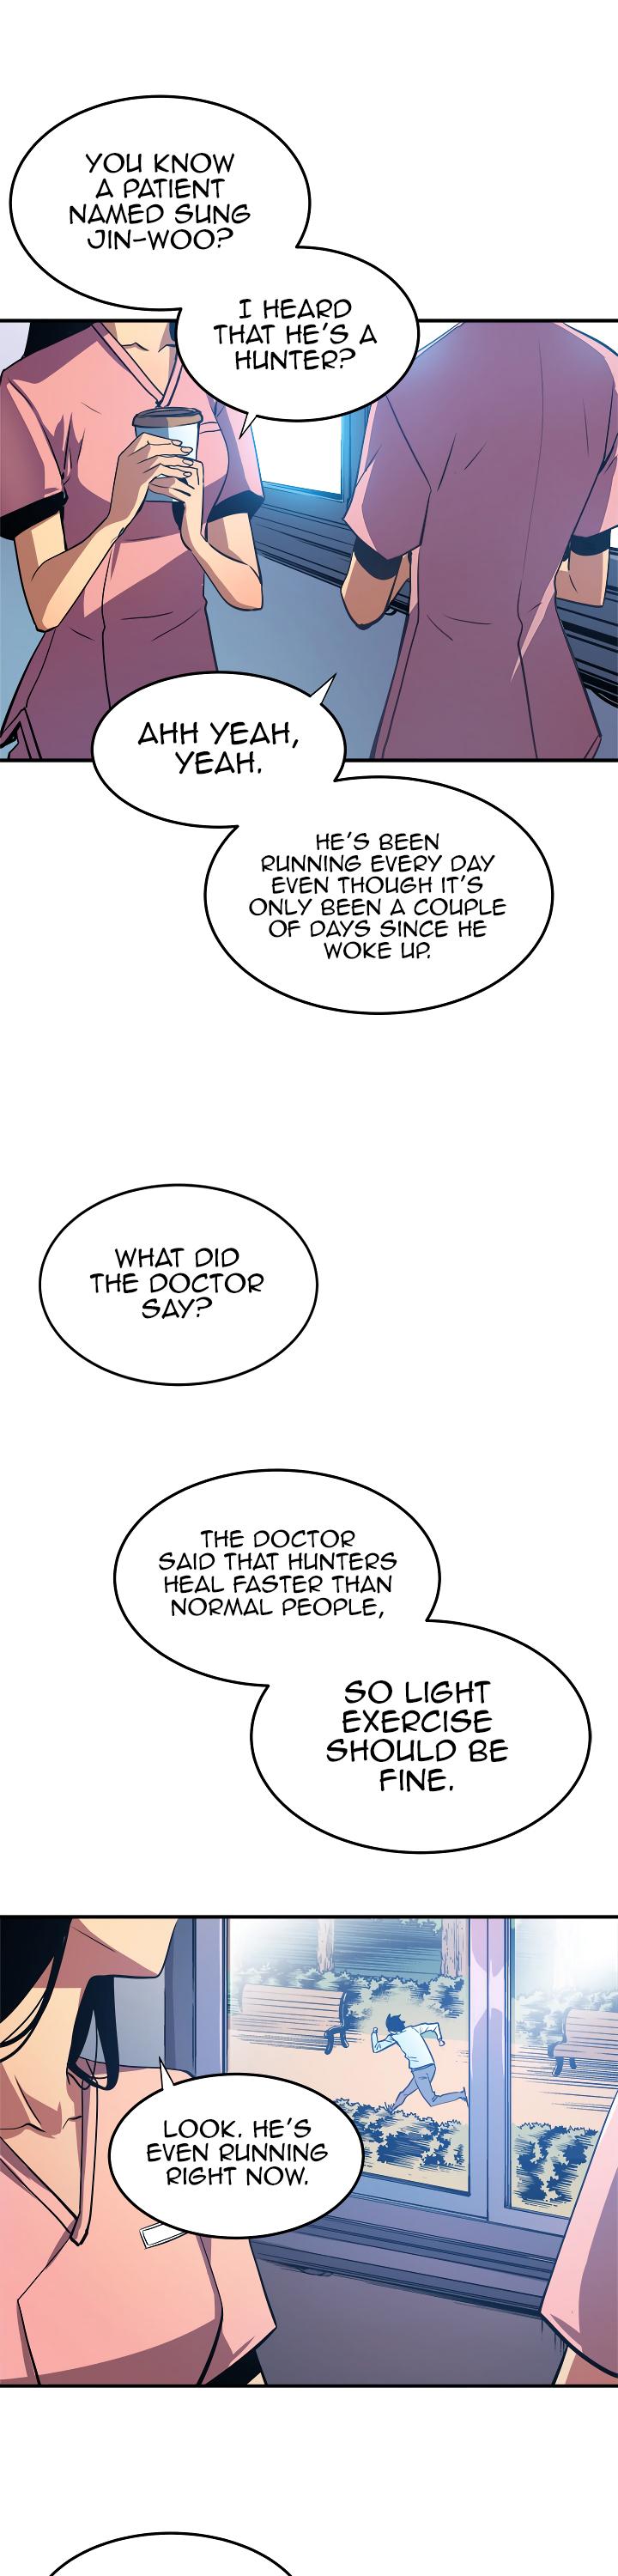 YOU KNOW
A PATIENT
NAMED SUNG
JIN-WOO?
I HEARD
THAT HE'S A
HUNTER?
AHH YEAH,
YEAH.
HE'S BEEN
RUNNING EVERY DAY
EVEN THOUGH IT'S
ONLY BEEN A COUPLE
OF DAYS SINCE HE
WOKE UP.
WHAT DID
THE DOCTOR
SAY?
THE DOCTOR
SAID THAT HUNTERS
HEAL FASTER THAN
NORMAL PEOPLE,
SO LIGHT
EXERCISE
SHOULD BE
FINE.
LOOK. HE'S
EVEN RUNNING
RIGHT NOW.